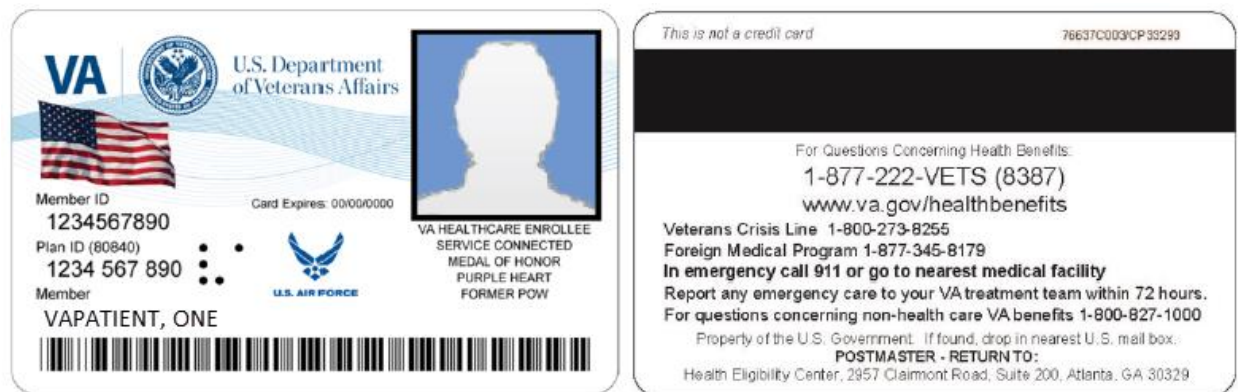 VA
U.S. Department
of Veterans Affairs
Member ID
1234567890
Card Expires: 00/00/0000
Plan ID (80840)
1234 567 890
U.S. AIR FORCE
Member
VAPATIENT, ONE
VA HEALTHCARE ENROLLEE
SERVICE CONNECTED
MEDAL OF HONOR
PURPLE HEART
FORMER POW
This is not a credit card
76637C003/CP33293
For Questions Concerning Health Benefits:
1-877-222-VETS (8387)
www.va.gov/healthbenefits
Veterans Crisis Line 1-800-273-8255
Foreign Medical Program 1-877-345-8179
In emergency call 911 or go to nearest medical facility
Report any emergency care to your VA treatment team within 72 hours.
For questions concerning non-health care VA benefits 1-800-827-1000
Property of the U.S. Government. If found, drop in nearest U.S. mail box.
POSTMASTER - RETURN TO:
Health Eligibility Center, 2957 Clairmont Road, Suite 200, Atlanta, GA 30329